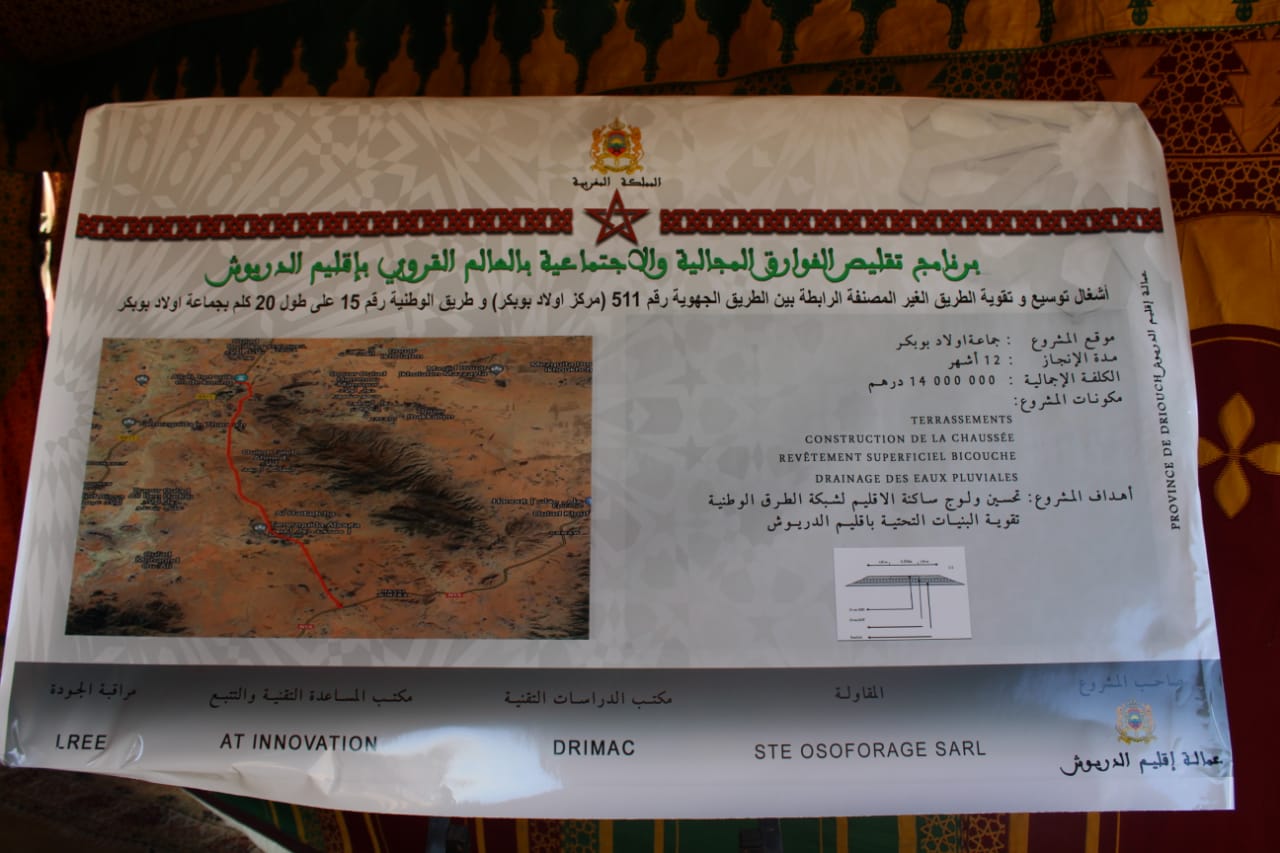 المملكة المغربية
برنامج تقليص الفوارق المجالية والاجتماعية بالعالم القروي بإقليم الدريوش
أشغال توسيع و تقوية الطريق الغير المصنفة الرابطة بين الطريق الجهوية رقم 511 (مركز اولاد بوبكر) و طريق الوطنية رقم 15 على طول 20 كلم بجماعة اولاد بوبكر
موقع المشروع : جماعة اولاد بوبكر
مدة الإنجاز : 12 أشهر
الكلفة الإجمالية : 14 000 000 درهم
مكونات المشروع:
TERRASSEMENTS
CONSTRUCTION DE LA CHAUSSÉE
REVÊTEMENT SUPERFICIEL BICOUCHE
DRAINAGE DES EAUX PLUVIALES
أهداف المشروع: تحسين ولوج ساكنة الاقليم لشبكة الطرق الوطنية
تقوية البنيات التحتية باقليم الدريوش
PROVINCE DE DRIOUCH عمالة إقليم الدريوش
صاحب المشروع
عمالة إقليم الدريوش
المقاولة
STE OSOFORAGE SARL
مكتب الدراسات التقنية
DRIMAC
مكتب المساعدة التقنية والتتبع
AT INNOVATION
مراقبة الجودة
LREE